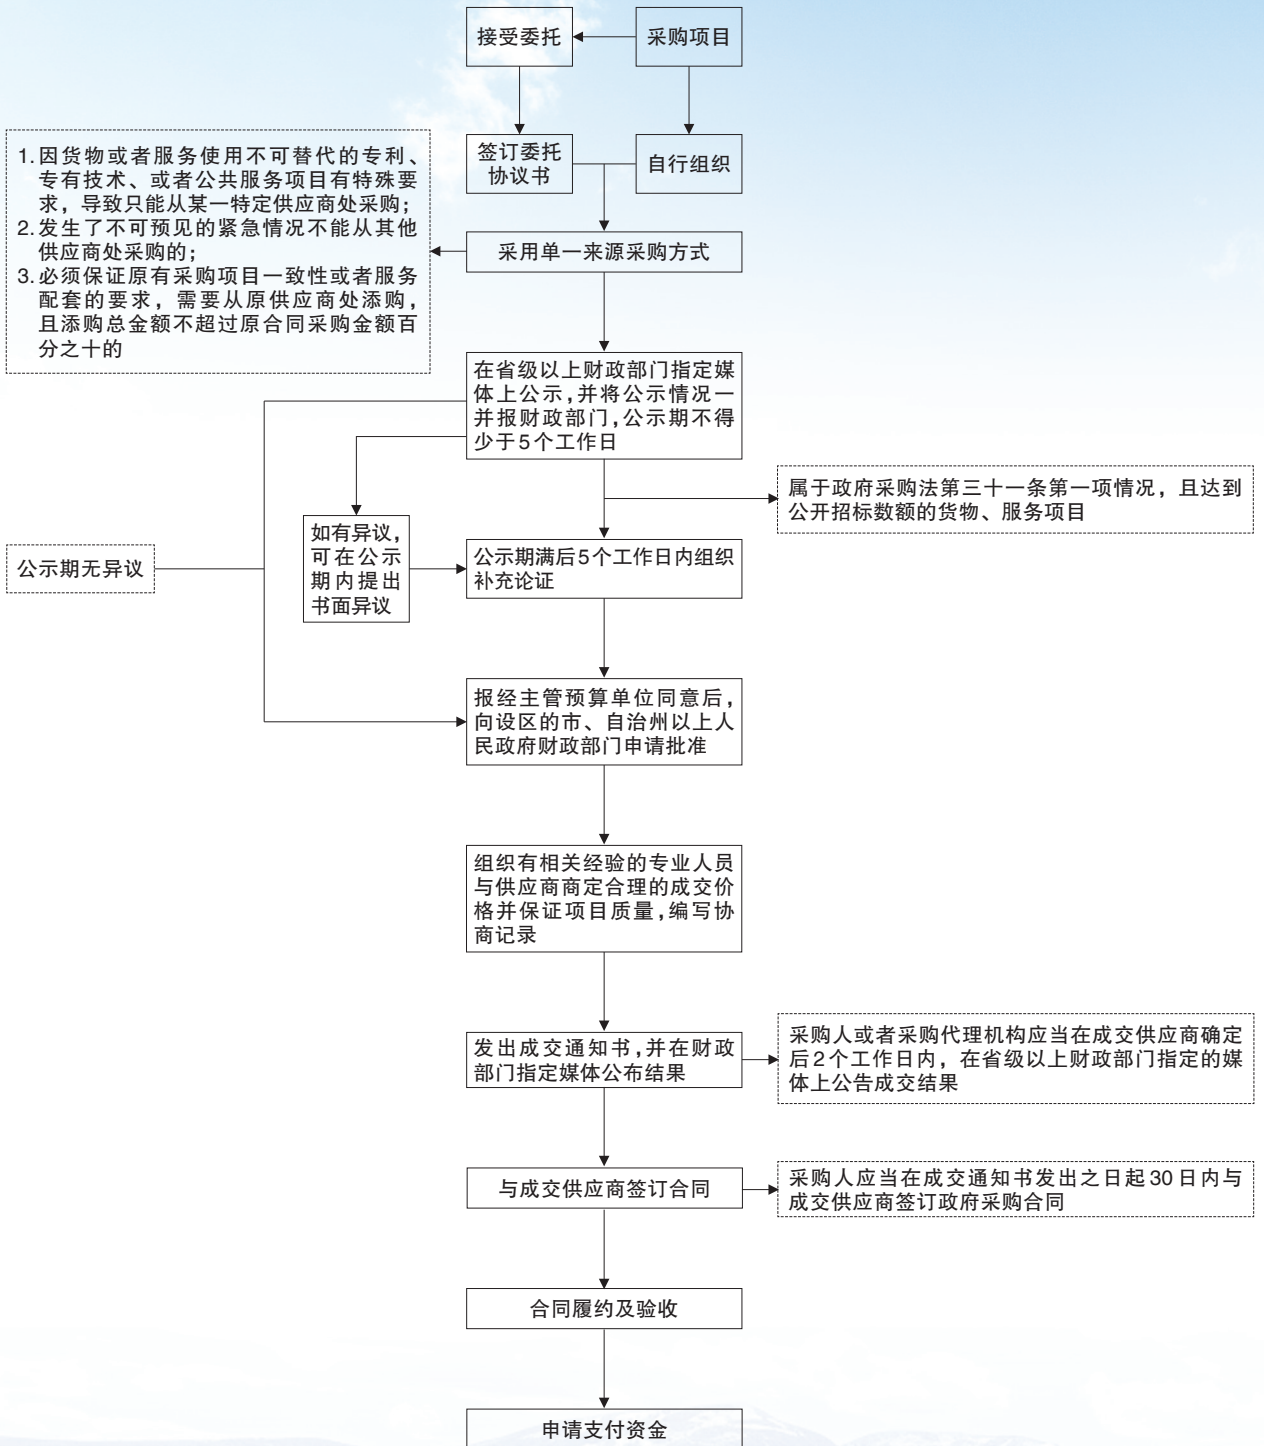 接受委托
采购项目
签订委托
协议书
自行组织
1.因货物或者服务使用不可替代的专利、
专有技术、或者公共服务项目有特殊要
求，导致只能从某一特定供应商处采购；
2.发生了不可预见的紧急情况不能从其他
供应商处采购的；
3.必须保证原有采购项目一致性或者服务
配套的要求，需要从原供应商处添购，
且添购总金额不超过原合同采购金额百
分之十的
采用单一来源采购方式
在省级以上财政部门指定媒
体上公示，并将公示情况一
并报财政部门，公示期不得
少于5个工作日
属于政府采购法第三十一条第一项情况，且达到
公开招标数额的货物、服务项目
如有异议，
可在公示
期内提出
书面异议
公示期无异议
公示期满后5个工作日内组织
补充论证
报经主管预算单位同意后，
向设区的市、自治州以上人
民政府财政部门申请批准
组织有相关经验的专业人员
与供应商商定合理的成交价
格并保证项目质量，编写协
商记录
发出成交通知书，并在财政
部门指定媒体公布结果
采购人或者采购代理机构应当在成交供应商确定
后2个工作日内，在省级以上财政部门指定的媒
体上公告成交结果
与成交供应商签订合同
采购人应当在成交通知书发出之日起30日内与
成交供应商签订政府采购合同
合同履约及验收
申请支付资金